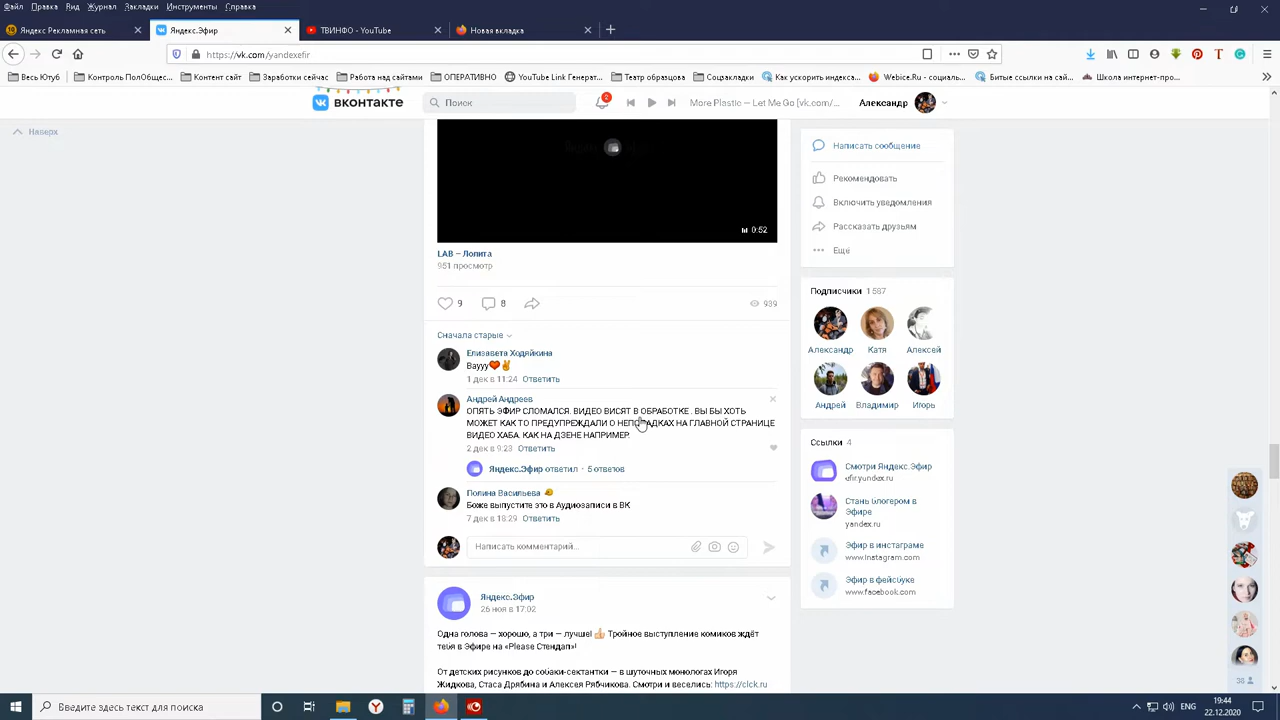 Файл Правка Вид Журнал Закладки Инструменты Справка
Яндекс Рекламная сеть
Яндекс.Эфир
ТВИНФО - YouTube
Новая вкладка
https://vk.com/yandexefir
Весь Ютуб
Контроль ПолОбщес...
Контент сайт
Заработки сейчас
Работа над сайтами
ОПЕРАТИВНО
YouTube Link Генерат...
Театр образцова
Соцзакладки
Как ускорить индекса...
Webice.Ru - социаль...
Битые ссылки на сай...
Школа интернет-про...
ВКОНТАКТЕ
Поиск
2
More Plastic – Let Me Go [vk.com/...
Александр
Наверх
0:52
LAB – Лолита
951 просмотр
9
8
939
Сначала старые
Елизавета Ходяйкина
Вауyy
1 дек в 11:24 Ответить
Андрей Андреев
ОПЯТЬ ЭФИР СЛОМАЛСЯ. ВИДЕО ВИСЯТ В ОБРАБОТКЕ . ВЫ БЫ ХОТЬ
МОЖЕТ КАК ТО ПРЕДУПРЕЖДАЛИ О НЕПОЛАДКАХ НА ГЛАВНОЙ СТРАНИЦЕ
ВИДЕО ХАБА. КАК НА ДЗЕНЕ НАПРИМЕР.
2 дек в 9:23 Ответить
Яндекс.Эфир ответил · 5 ответов
Полина Васильева
Боже выпустите это в Аудиозаписи в ВК
7 дек в 18:29 Ответить
Написать комментарий...
Яндекс.Эфир
26 ноя в 17:02
Одна голова — хорошо, а три — лучше! Тройное выступление комиков ждёт
тебя в Эфире на «Please Стендап»!
От детских рисунков до собаки-сектантки — в шуточных монологах Игоря
Жидкова, Стаса Дрябина и Алексея Рябчикова. Смотри и веселись: https://clck.ru
Написать сообщение
Рекомендовать
Включить уведомления
Рассказать друзьям
Ещё
Подписчики 1 587
Александр
Катя
Алексей
Андрей
Владимир
Игорь
Ссылки 4
Смотри Яндекс.Эфир
efir.yandex.ru
Стань блогером в
Эфире
yandex.ru
Эфир в инстаграме
www.instagram.com
Эфир в фейсбуке
www.facebook.com
38
Введите здесь текст для поиска
ENG
19:44
22.12.2020